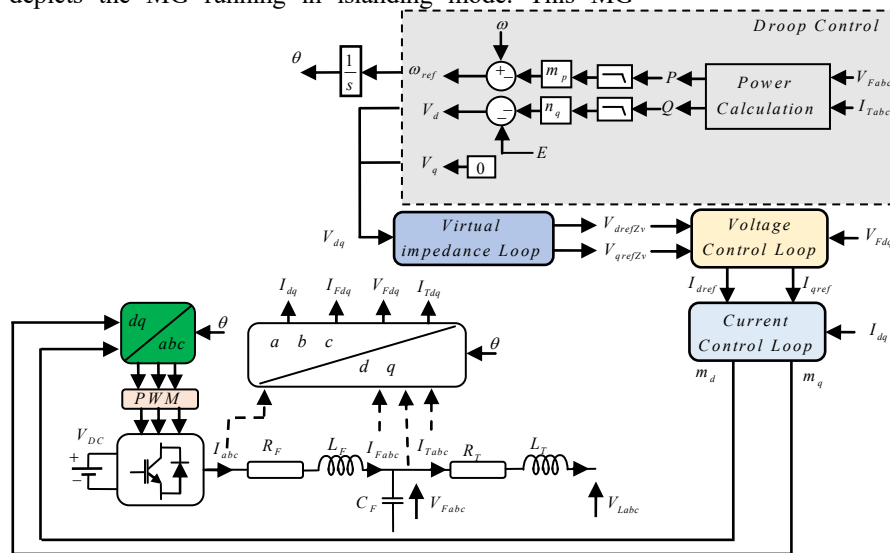 depicts the MG running in islanding mode. This MG
Droop Control
ω
θ
1/s
ω_ref
+
−
m_p
P
Power
Calculation
V_Fabc
I_Tabc
V_d
−
−
n_q
Q
V_q
0
E
V_dq
Virtual
impedance Loop
V_drefZv
V_qrefZv
Voltage
Control Loop
V_Fdq
I_dref
I_qref
Current
Control Loop
I_dq
m_d
m_q
I_dq
I_Fdq
V_Fdq
I_Tdq
dq
abc
θ
a b c
d q
θ
PWM
V_DC
+
−
I_abc
R_F
L_F
I_Fabc
I_Tabc
R_T
L_T
C_F
V_Fabc
V_Labc